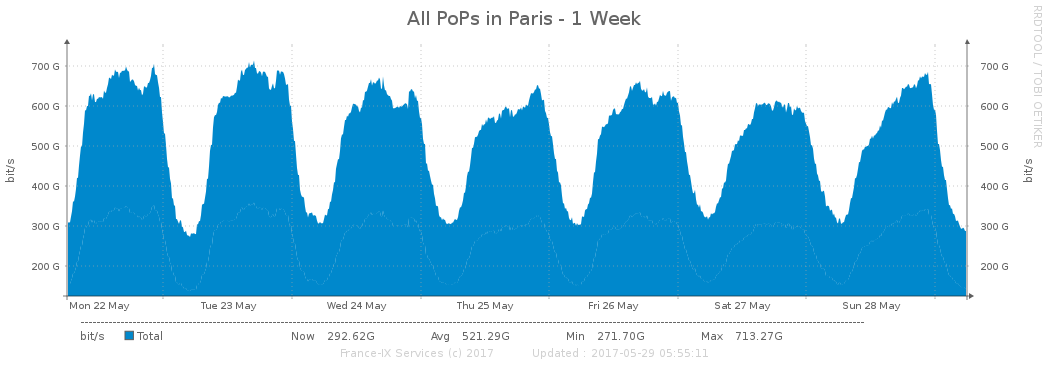 All PoPs in Paris - 1 Week
RRDTOOL / TOBI OETIKER
bit/s
700 G 700 G
600 G 600 G
500 G 500 G
400 G 400 G
300 G 300 G
200 G 200 G
bit/s
Mon 22 May Tue 23 May Wed 24 May Thu 25 May Fri 26 May Sat 27 May Sun 28 May
bit/s Total Now 292.62G Avg 521.29G Min 271.70G Max 713.27G
France-IX Services (c) 2017 Updated : 2017-05-29 05:55:11